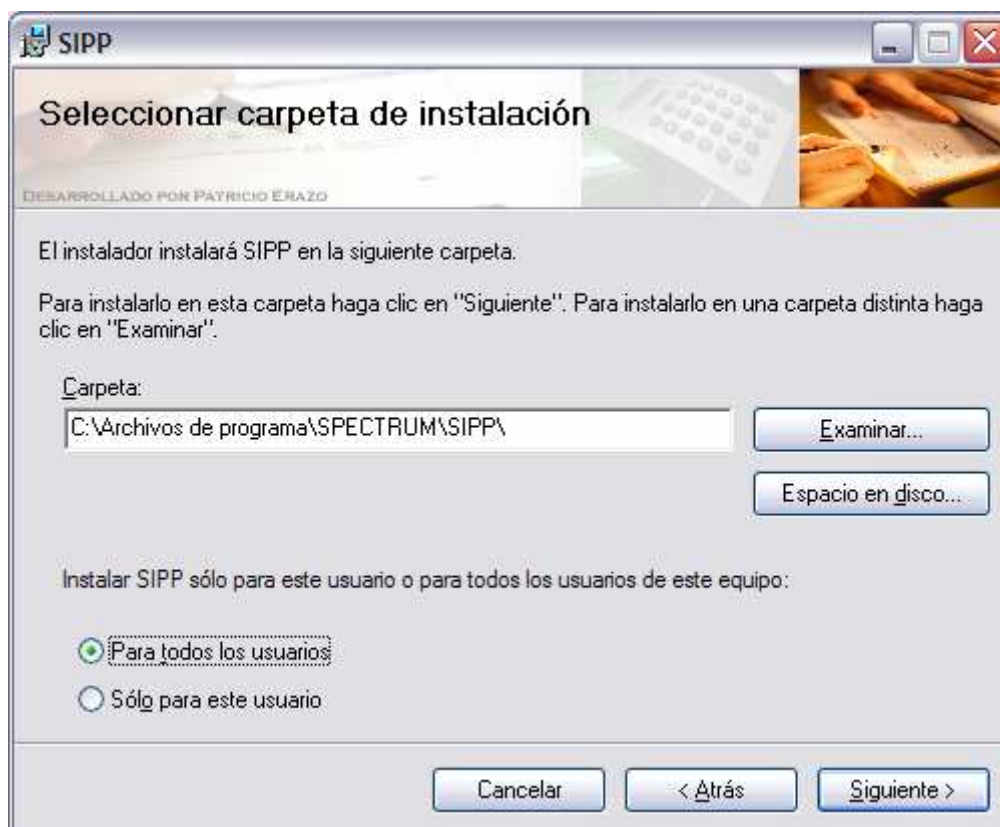 SIPP
Seleccionar carpeta de instalación
DESARROLLADO POR PATRICIO ERAZO
El instalador instalará SIPP en la siguiente carpeta.
Para instalarlo en esta carpeta haga clic en "Siguiente". Para instalarlo en una carpeta distinta haga
clic en "Examinar".
Carpeta:
C:\Archivos de programa\SPECTRUM\SIPP\
Examinar...
Espacio en disco...
Instalar SIPP sólo para este usuario o para todos los usuarios de este equipo:
Para todos los usuarios
Sólo para este usuario
Cancelar
< Atrás
Siguiente >